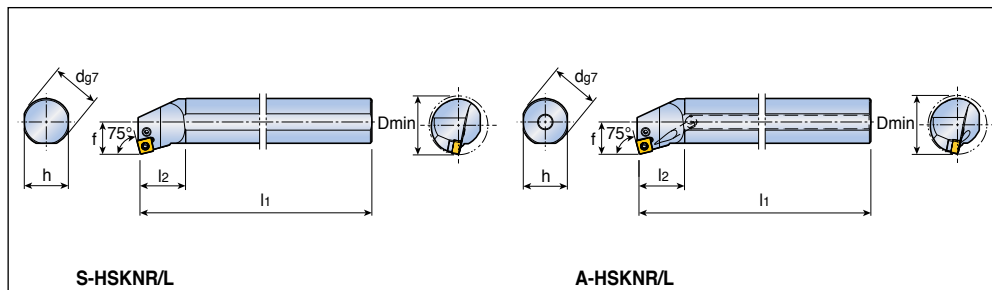 dg7
f
75°
h
l2
l1
Dmin
S-HSKNR/L
dg7
f
75°
h
l2
l1
Dmin
A-HSKNR/L